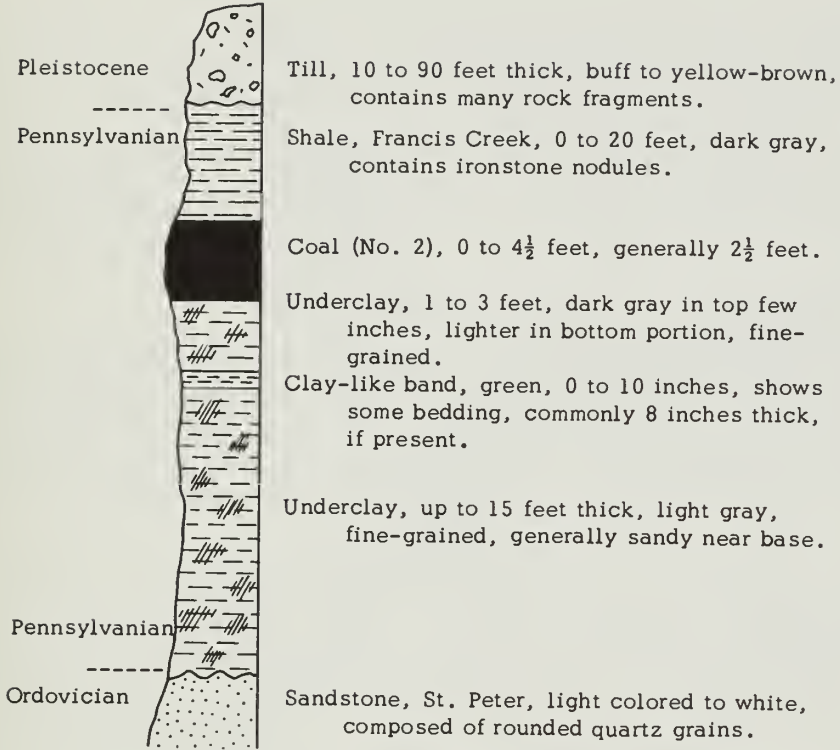 Pleistocene
Till, 10 to 90 feet thick, buff to yellow-brown,
contains many rock fragments.
Pennsylvanian
Shale, Francis Creek, 0 to 20 feet, dark gray,
contains ironstone nodules.
Coal (No. 2), 0 to 4½ feet, generally 2½ feet.
Underclay, 1 to 3 feet, dark gray in top few
inches, lighter in bottom portion, fine-
grained.
Clay-like band, green, 0 to 10 inches, shows
some bedding, commonly 8 inches thick,
if present.
Underclay, up to 15 feet thick, light gray,
fine-grained, generally sandy near base.
Pennsylvanian
Ordovician
Sandstone, St. Peter, light colored to white,
composed of rounded quartz grains.